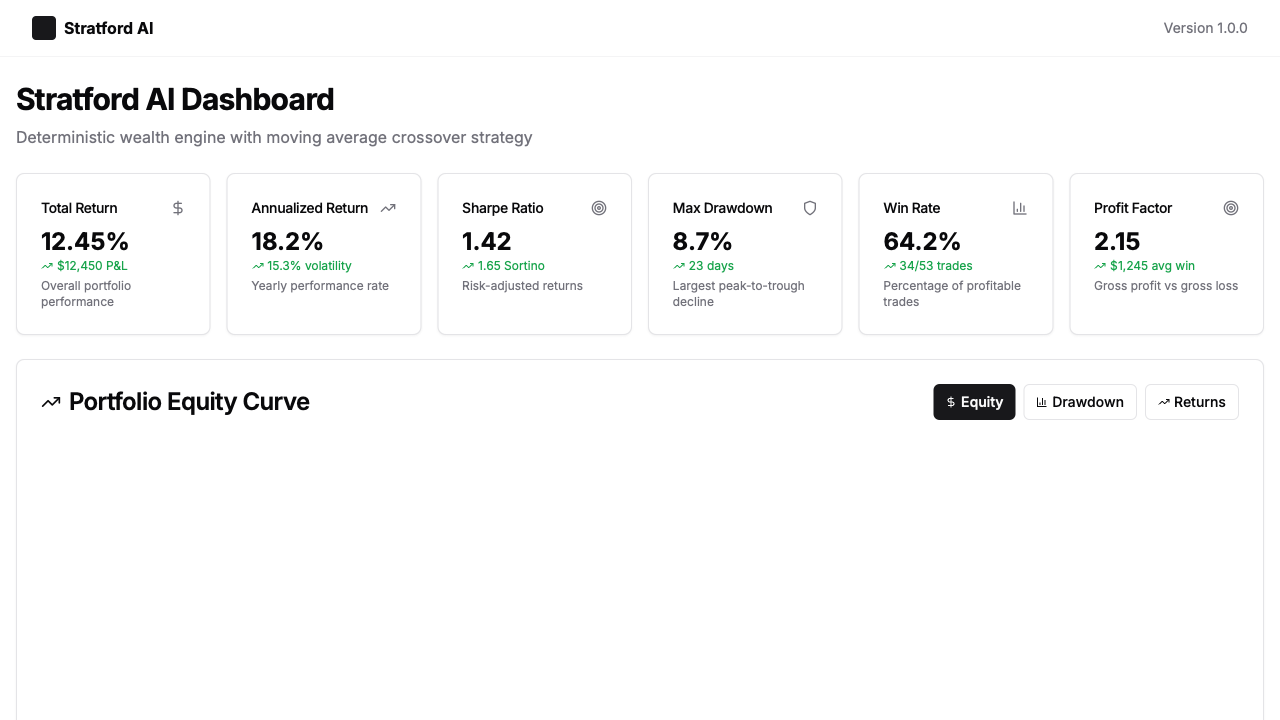 Stratford AI
Version 1.0.0
Stratford AI Dashboard
Deterministic wealth engine with moving average crossover strategy
Total Return
12.45%
$12,450 P&L
Overall portfolio
performance
Annualized Return
18.2%
15.3% volatility
Yearly performance rate
Sharpe Ratio
1.42
1.65 Sortino
Risk-adjusted returns
Max Drawdown
8.7%
23 days
Largest peak-to-trough
decline
Win Rate
64.2%
34/53 trades
Percentage of profitable
trades
Profit Factor
2.15
$1,245 avg win
Gross profit vs gross loss
Portfolio Equity Curve
Equity
Drawdown
Returns